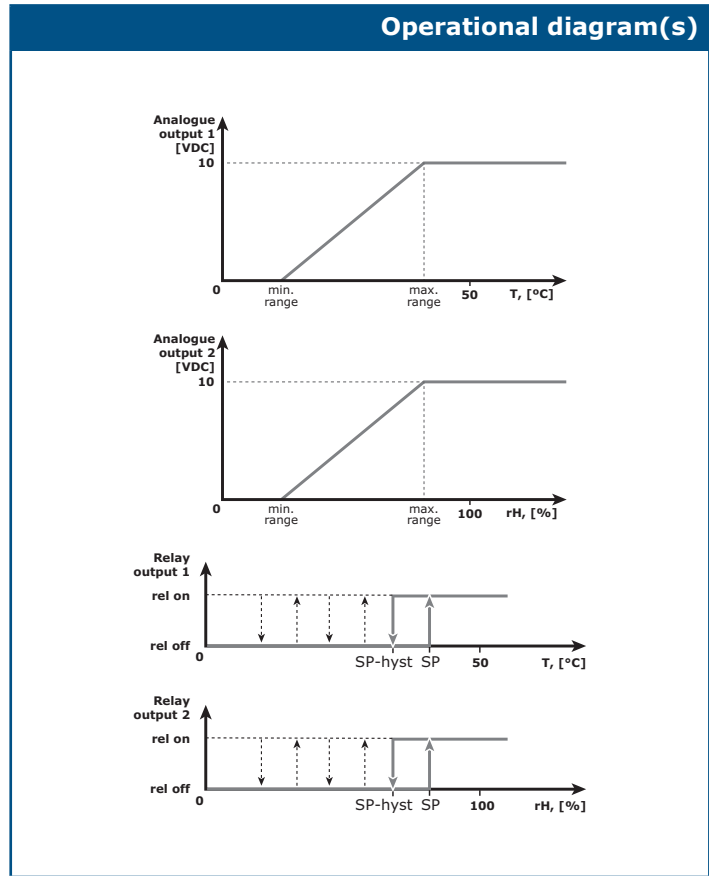 Operational diagram(s)
Analogue
output 1
[VDC]
10
0
min.
range
max.
range
50
T, [ºC]
Analogue
output 2
[VDC]
10
0
min.
range
max.
range
100
rH, [%]
Relay
output 1
rel on
rel off
0
SP-hyst SP
50
T, [°C]
Relay
output 2
rel on
rel off
0
SP-hyst SP
100
rH, [%]